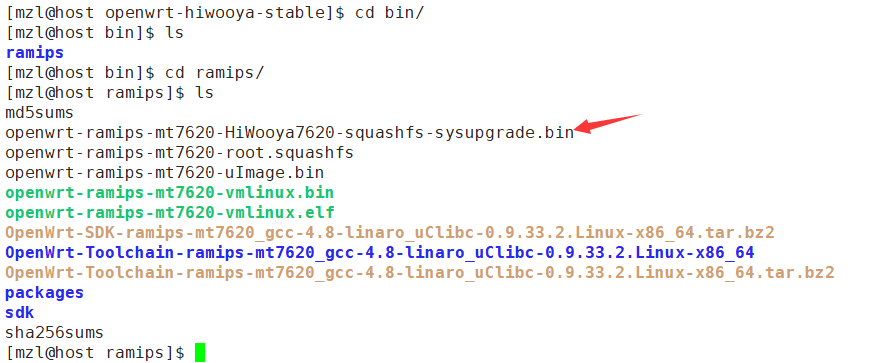 [mzl@host openwrt-hiwooya-stable]$ cd bin/
[mzl@host bin]$ ls
ramips
[mzl@host bin]$ cd ramips/
[mzl@host ramips]$ ls
md5sums
openwrt-ramips-mt7620-HiWooya7620-squashfs-sysupgrade.bin
openwrt-ramips-mt7620-root.squashfs
openwrt-ramips-mt7620-uImage.bin
openwrt-ramips-mt7620-vmlinux.bin
openwrt-ramips-mt7620-vmlinux.elf
OpenWrt-SDK-ramips-mt7620_gcc-4.8-linaro_uClibc-0.9.33.2.Linux-x86_64.tar.bz2
OpenWrt-Toolchain-ramips-mt7620_gcc-4.8-linaro_uClibc-0.9.33.2.Linux-x86_64
OpenWrt-Toolchain-ramips-mt7620_gcc-4.8-linaro_uClibc-0.9.33.2.Linux-x86_64.tar.bz2
packages
sdk
sha256sums
[mzl@host ramips]$